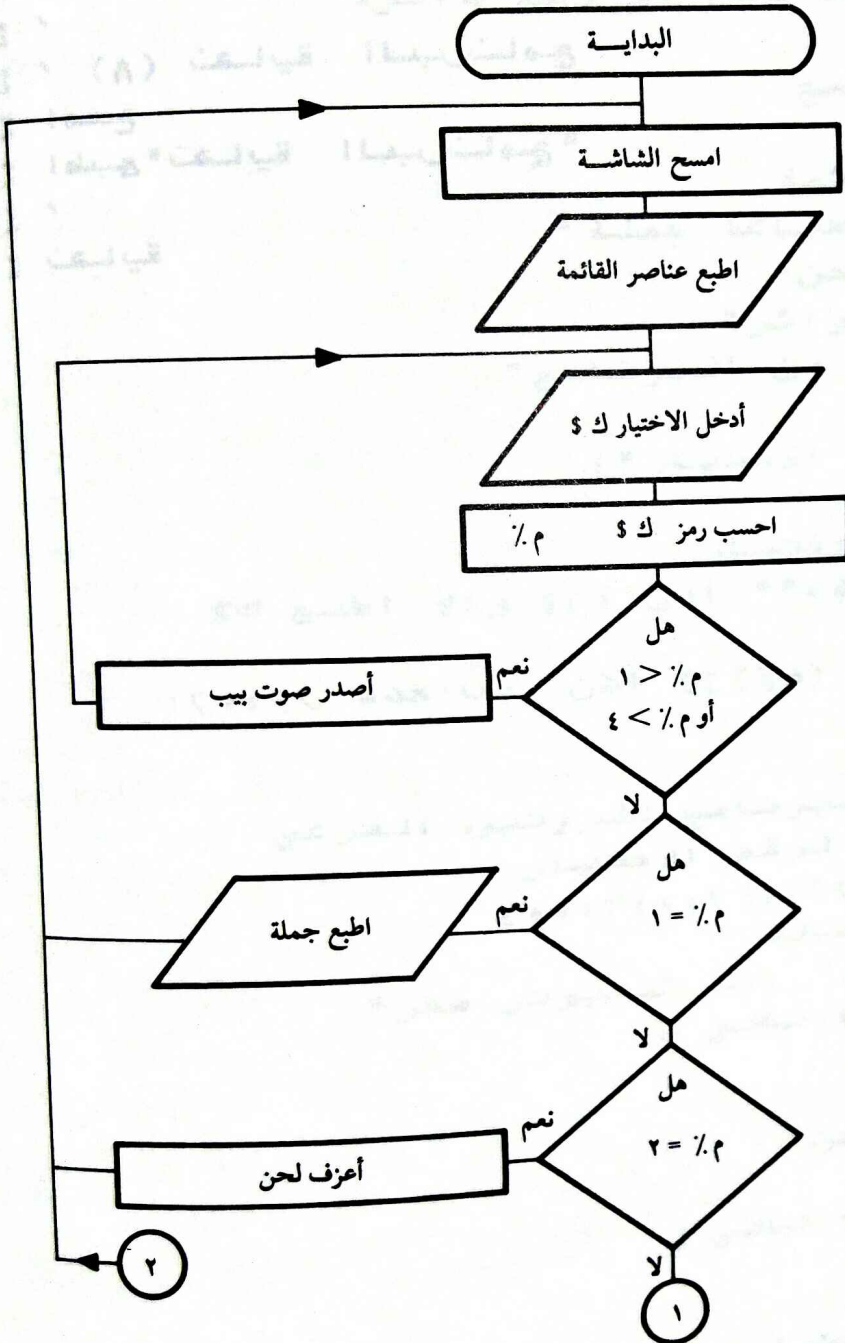 البداية
امسح الشاشة
اطبع عناصر القائمة
أدخل الاختيار ك $
احسب رمز ك $ م٪
هل
م٪ < ١
أو م٪ > ٤
نعم
أصدر صوت بيب
لا
هل
م٪ = ١
نعم
اطبع جملة
لا
هل
م٪ = ٢
نعم
أعزف لحن
لا
٢
١